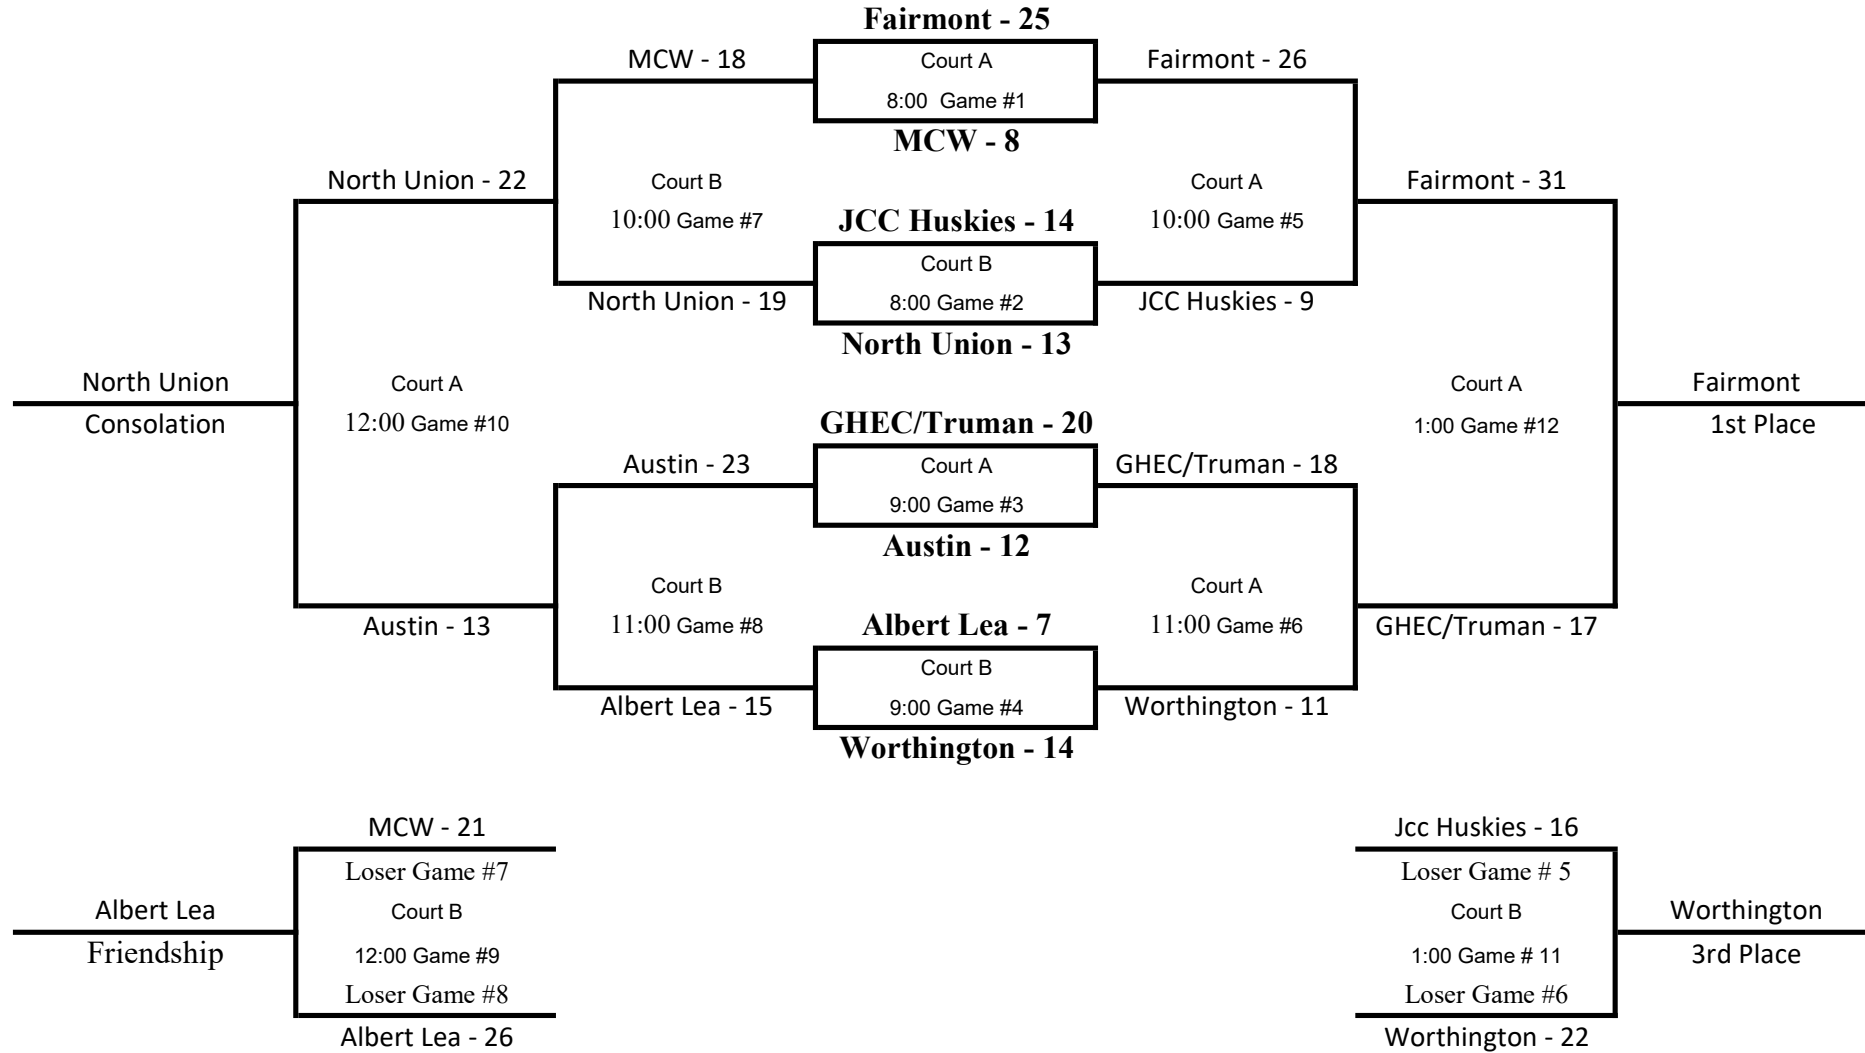 Fairmont - 25
MCW - 18
Court A
Fairmont - 26
8:00  Game #1
MCW - 8
North Union - 22
Court B
Court A
Fairmont - 31
10:00 Game #7
JCC Huskies - 14
10:00 Game #5
Court B
North Union - 19
8:00 Game #2
JCC Huskies - 9
North Union - 13
North Union
Court A
Court A
Fairmont
Consolation
12:00 Game #10
GHEC/Truman - 20
1:00 Game #12
1st Place
Austin - 23
Court A
GHEC/Truman - 18
9:00 Game #3
Austin - 12
Court B
Court A
Austin - 13
11:00 Game #8
Albert Lea - 7
11:00 Game #6
GHEC/Truman - 17
Court B
Albert Lea - 15
9:00 Game #4
Worthington - 11
Worthington - 14
MCW - 21
Jcc Huskies - 16
Loser Game #7
Loser Game # 5
Albert Lea
Court B
Court B
Worthington
Friendship
12:00 Game #9
1:00 Game # 11
3rd Place
Loser Game #8
Loser Game #6
Albert Lea - 26
Worthington - 22